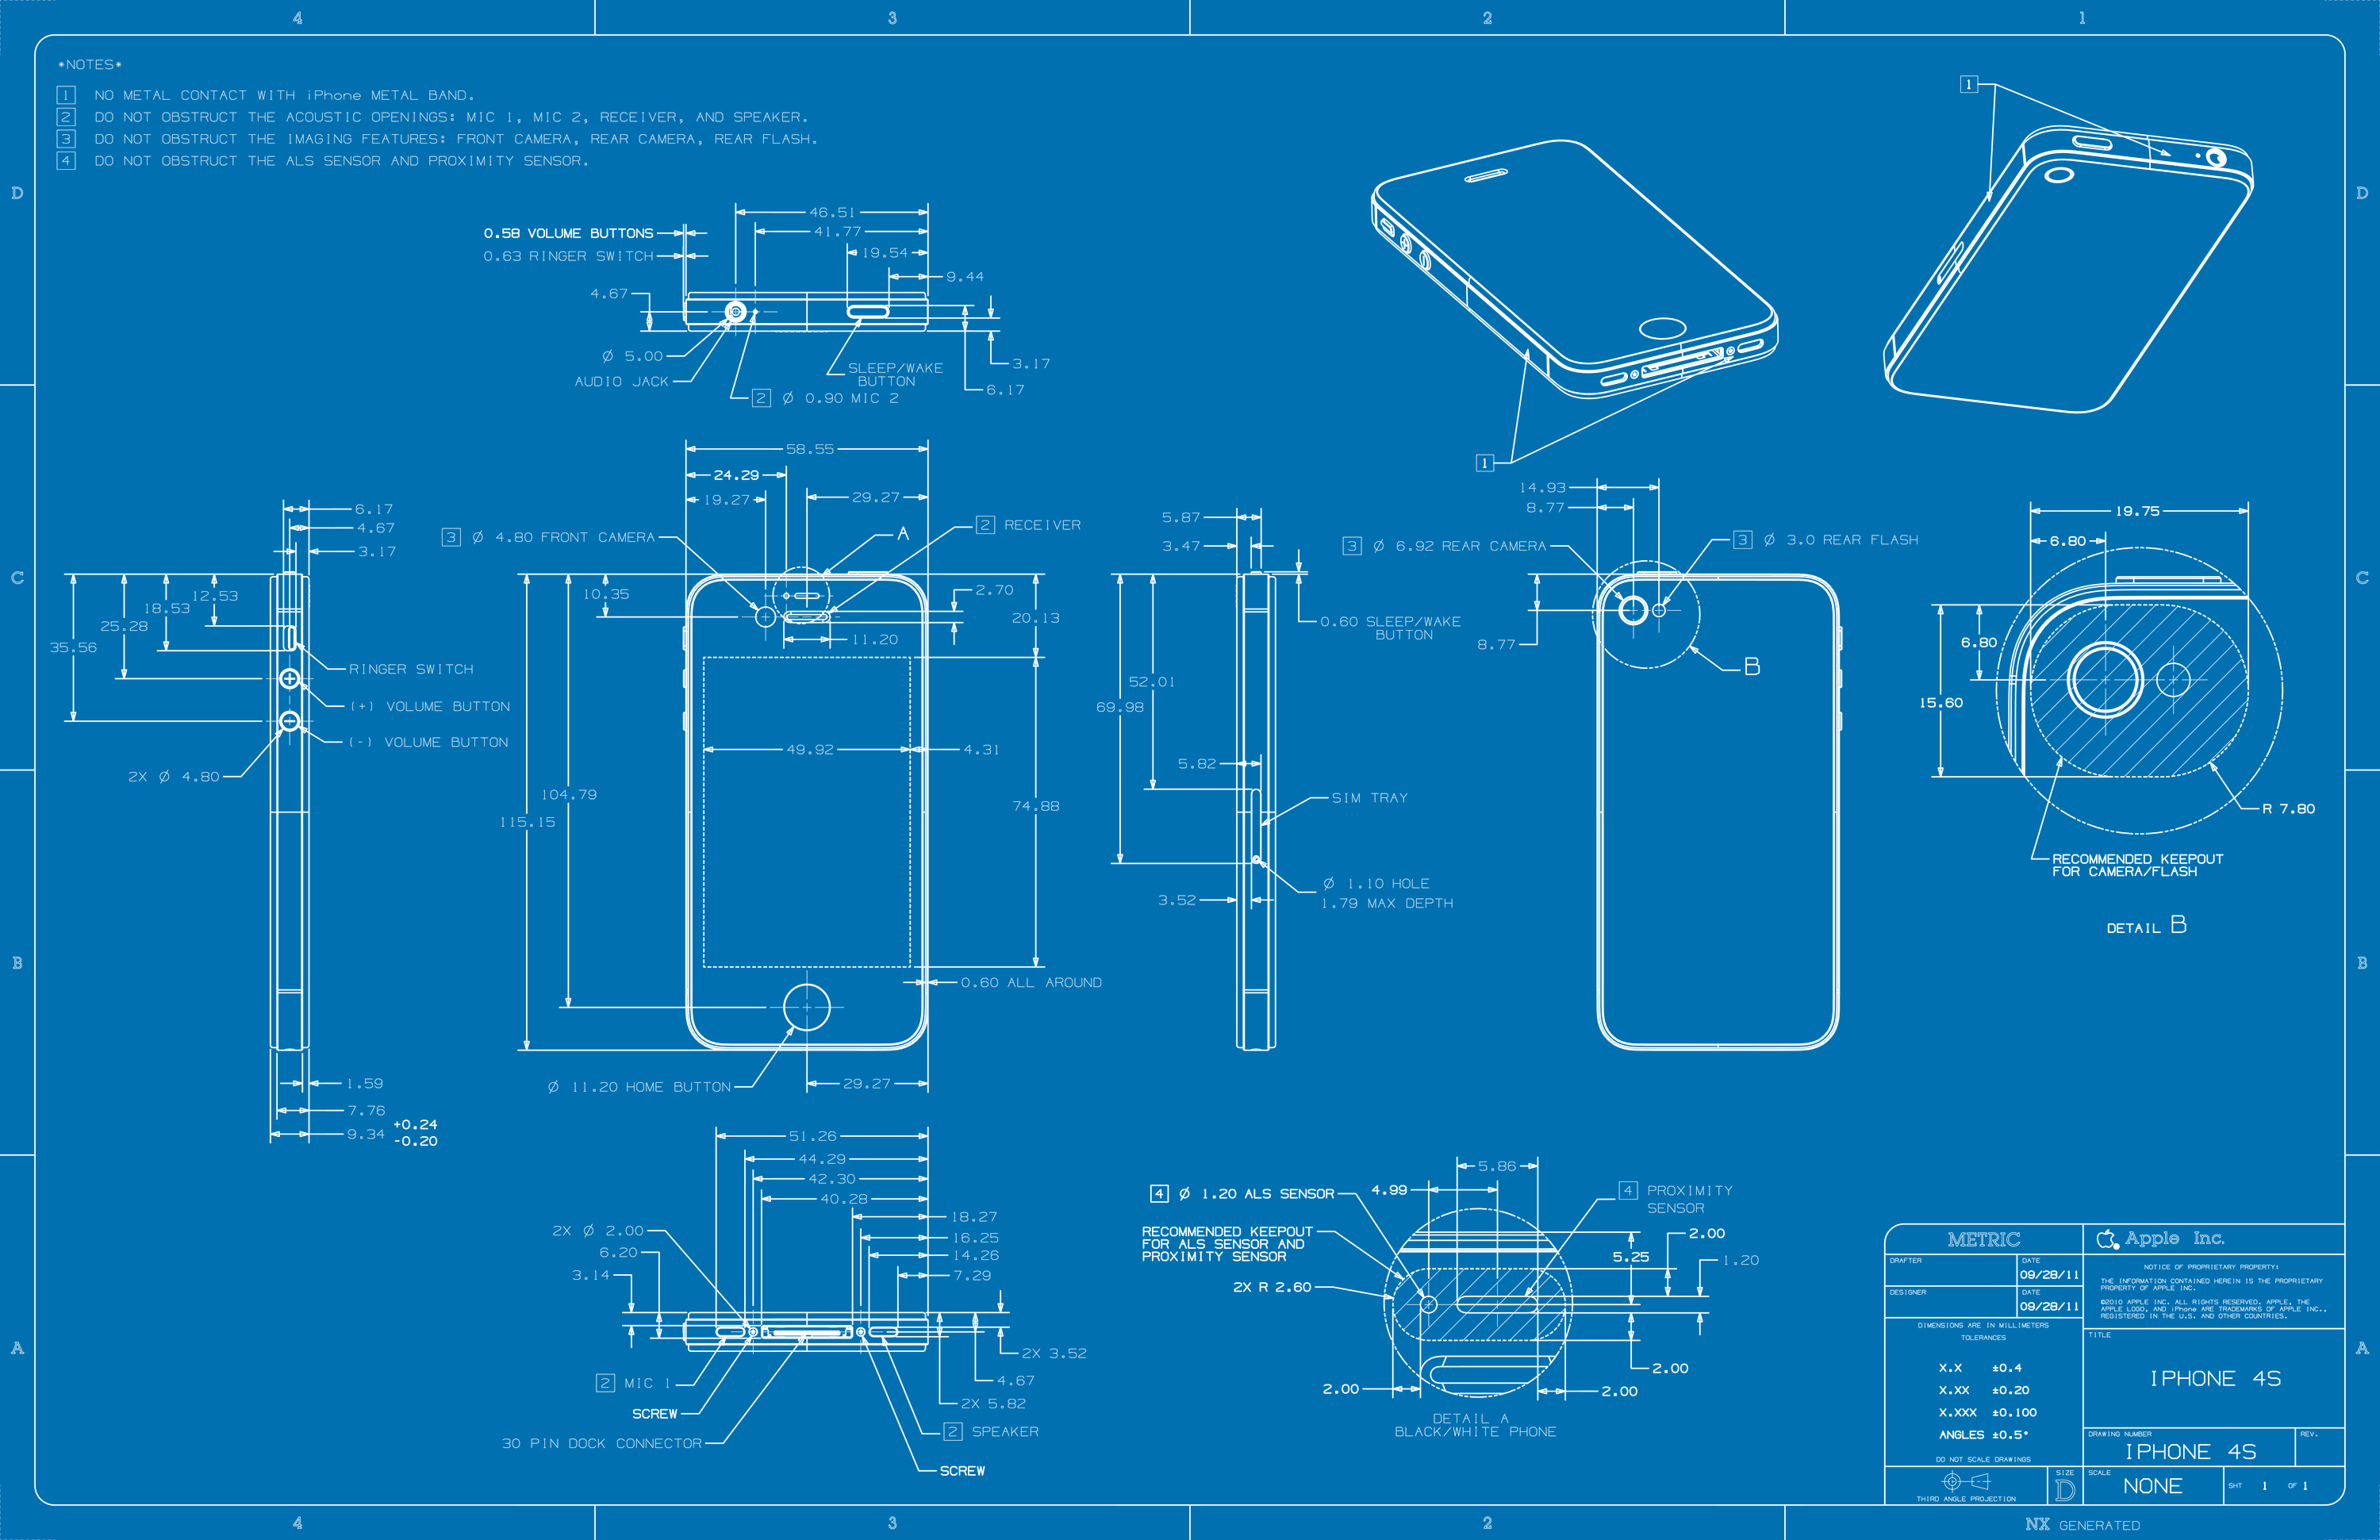 4
3
2
1
*NOTES*
1 NO METAL CONTACT WITH iPhone METAL BAND.
2 DO NOT OBSTRUCT THE ACOUSTIC OPENINGS: MIC 1, MIC 2, RECEIVER, AND SPEAKER.
3 DO NOT OBSTRUCT THE IMAGING FEATURES: FRONT CAMERA, REAR CAMERA, REAR FLASH.
4 DO NOT OBSTRUCT THE ALS SENSOR AND PROXIMITY SENSOR.
1
D
D
46.51
0.58 VOLUME BUTTONS
41.77
0.63 RINGER SWITCH
19.54
9.44
4.67
Ø 5.00
AUDIO JACK
SLEEP/WAKE
BUTTON
2 Ø 0.90 MIC 2
3.17
6.17
1
58.55
24.29
19.27
29.27
3 Ø 4.80 FRONT CAMERA
A
2 RECEIVER
10.35
2.70
20.13
11.20
49.92
4.31
104.79
115.15
74.88
0.60 ALL AROUND
Ø 11.20 HOME BUTTON
29.27
C
C
6.17
4.67
3.17
12.53
18.53
25.28
35.56
RINGER SWITCH
(+) VOLUME BUTTON
(-) VOLUME BUTTON
2X Ø 4.80
1.59
7.76
9.34 +0.24
-0.20
5.87
3.47
0.60 SLEEP/WAKE
BUTTON
52.01
69.98
5.82
SIM TRAY
Ø 1.10 HOLE
1.79 MAX DEPTH
3.52
14.93
8.77
3 Ø 6.92 REAR CAMERA
3 Ø 3.0 REAR FLASH
8.77
B
19.75
6.80
6.80
15.60
R 7.80
RECOMMENDED KEEPOUT
FOR CAMERA/FLASH
DETAIL B
B
B
51.26
44.29
42.30
40.28
18.27
16.25
14.26
7.29
2X Ø 2.00
6.20
3.14
2 MIC 1
SCREW
30 PIN DOCK CONNECTOR
2X 3.52
4.67
2X 5.82
2 SPEAKER
SCREW
5.86
4 Ø 1.20 ALS SENSOR
4.99
4 PROXIMITY
SENSOR
RECOMMENDED KEEPOUT
FOR ALS SENSOR AND
PROXIMITY SENSOR
2X R 2.60
2.00
5.25
1.20
2.00
2.00
2.00
DETAIL A
BLACK/WHITE PHONE
A
A
METRIC
Apple Inc.
DRAFTER
DATE
09/28/11
DESIGNER
DATE
09/28/11
NOTICE OF PROPRIETARY PROPERTY:
THE INFORMATION CONTAINED HEREIN IS THE PROPRIETARY
PROPERTY OF APPLE INC.
©2010 APPLE INC. ALL RIGHTS RESERVED. APPLE, THE
APPLE LOGO, AND iPhone ARE TRADEMARKS OF APPLE INC.,
REGISTERED IN THE U.S. AND OTHER COUNTRIES.
DIMENSIONS ARE IN MILLIMETERS
TOLERANCES
X.X ±0.4
X.XX ±0.20
X.XXX ±0.100
ANGLES ±0.5°
DO NOT SCALE DRAWINGS
TITLE
IPHONE 4S
DRAWING NUMBER
IPHONE 4S
REV.
THIRD ANGLE PROJECTION
SIZE
D
SCALE
NONE
SHT 1 OF 1
4
3
2
NX GENERATED